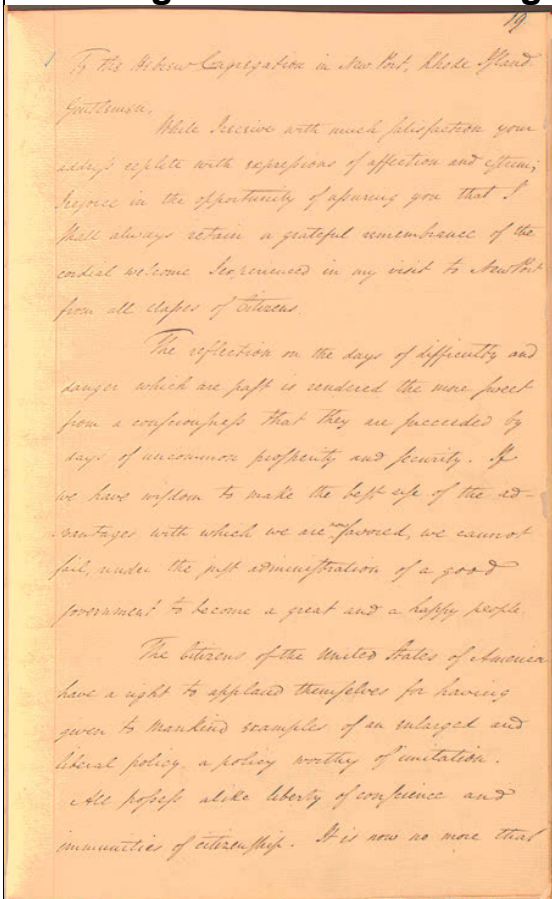 19.
To the Hebrew Congregation in New Port, Rhode Island.
Gentlemen,
While I receive with much satisfaction your
address replete with expressions of affection and esteem,
I rejoice in the opportunity of assuring you that I
shall always retain a grateful remembrance of the
cordial welcome I experienced in my visit to New Port
from all classes of Citizens.
The reflection on the days of difficulty and
danger which are past is rendered the more sweet
from a consciousness that they are succeeded by
days of uncommon prosperity and security. If
we have wisdom to make the best use of the ad-
vantages with which we are now favored, we cannot
fail, under the just administration of a good
government to become a great and a happy people.
The Citizens of the United States of America
have a right to applaud themselves for having
given to Mankind examples of an enlarged and
liberal policy, a policy worthy of imitation.
All possess alike liberty of conscience and
immunities of citizenship. It is now no more that